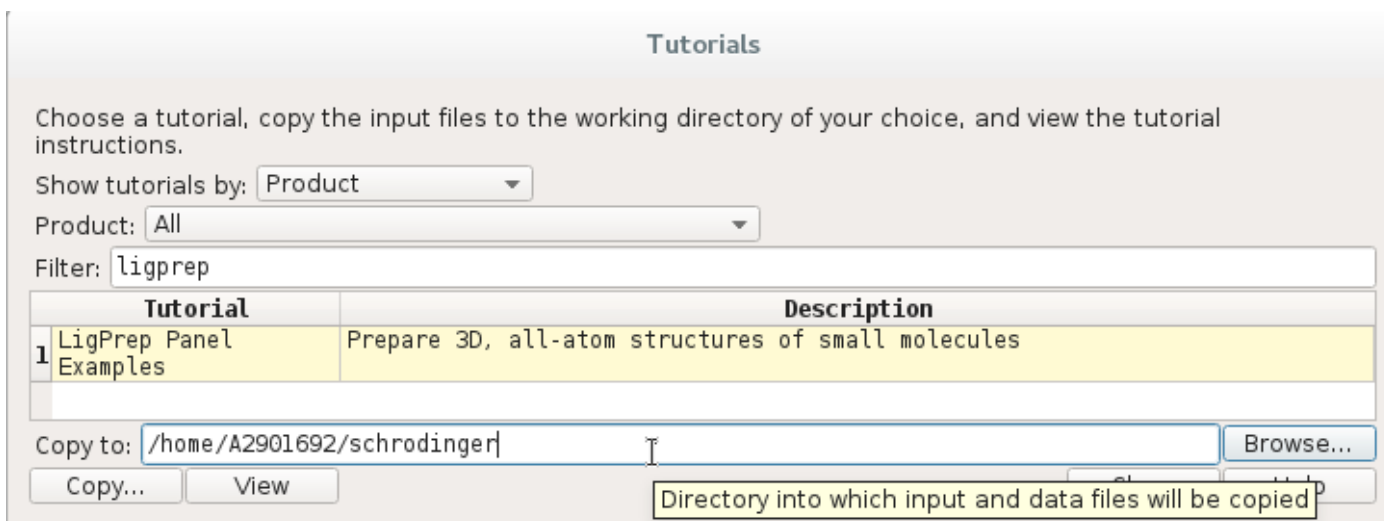 Tutorials
Choose a tutorial, copy the input files to the working directory of your choice, and view the tutorial
instructions.
Show tutorials by: Product
Product: All
Filter: ligprep
Tutorial Description
1 LigPrep Panel Prepare 3D, all-atom structures of small molecules
Examples
Copy to: /home/A2901692/schrodinger Browse...
Copy... View
Directory into which input and data files will be copied